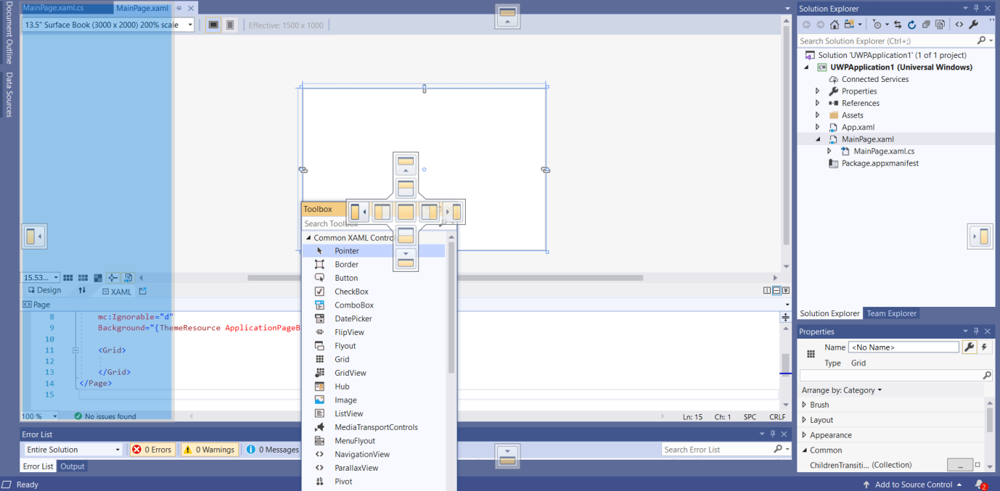 Document Outline
Data Sources
MainPage.xaml.cs
MainPage.xaml
13.5" Surface Book (3000 x 2000) 200% scale
Effective: 1500 x 1000
15.53...
Design
XAML
Page
8 mc:Ignorable="d"
9 Background="{ThemeResource ApplicationPageB
10
11 <Grid>
12
13 </Grid>
14 </Page>
15
100 %
No issues found
Ln: 15 Ch: 1 SPC CRLF
Toolbox
Search Toolbox
Common XAML Contro
Pointer
Border
Button
CheckBox
ComboBox
DatePicker
FlipView
Flyout
Grid
GridView
Hub
Image
ListView
MediaTransportControls
MenuFlyout
NavigationView
ParallaxView
Pivot
Error List
Entire Solution
0 Errors
0 Warnings
0 Messages
Search Error List
Error List
Output
Ready
Solution Explorer
Search Solution Explorer (Ctrl+;)
Solution 'UWPApplication1' (1 of 1 project)
UWPApplication1 (Universal Windows)
Connected Services
Properties
References
Assets
App.xaml
MainPage.xaml
MainPage.xaml.cs
Package.appxmanifest
Solution Explorer
Team Explorer
Properties
Name <No Name>
Type Grid
Arrange by: Category
Brush
Layout
Appearance
Common
ChildrenTransiti... (Collection) ...
Add to Source Control
2